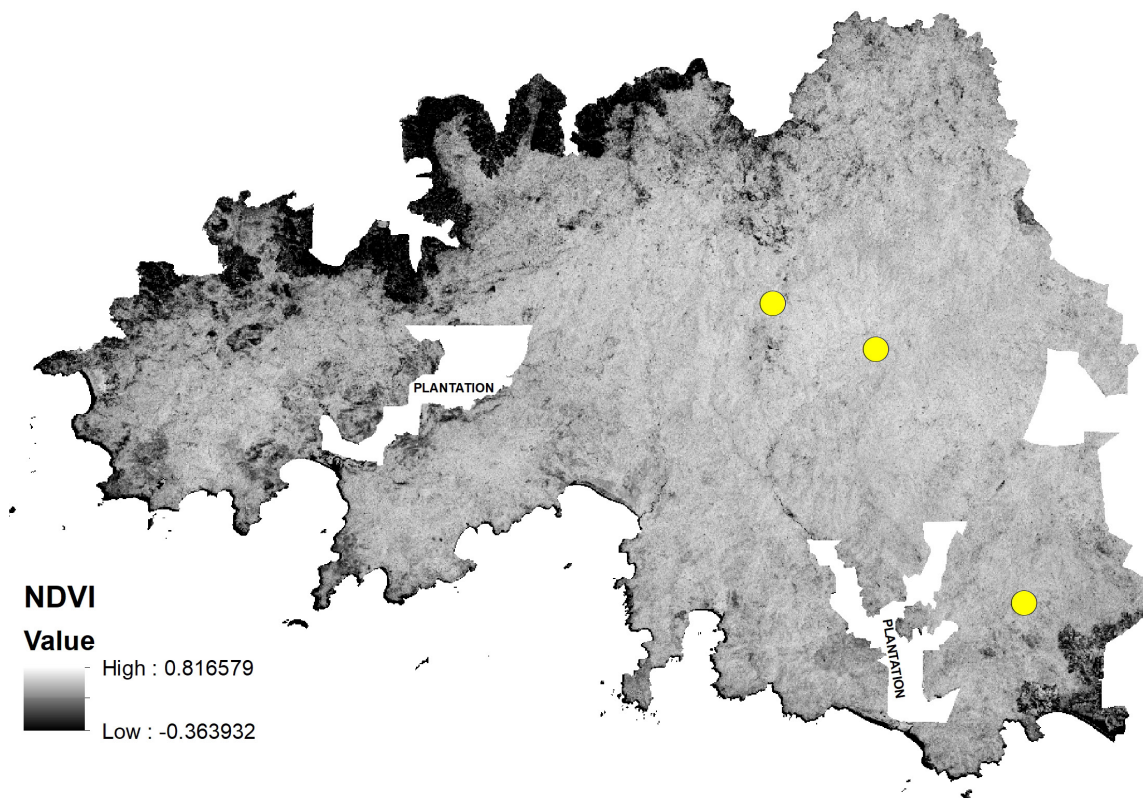 PLANTATION
PLANTATION
NDVI
Value
High : 0.816579
Low : -0.363932